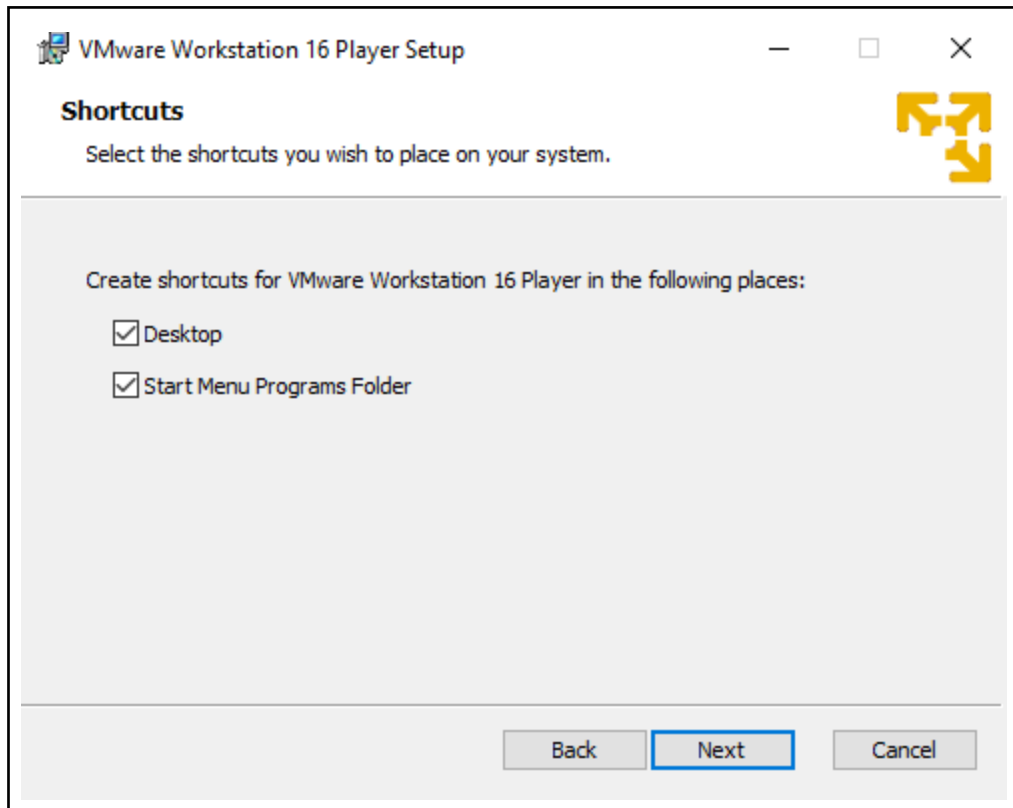 VMware Workstation 16 Player Setup
Shortcuts
Select the shortcuts you wish to place on your system.
Create shortcuts for VMware Workstation 16 Player in the following places:
Desktop
Start Menu Programs Folder
Back Next Cancel